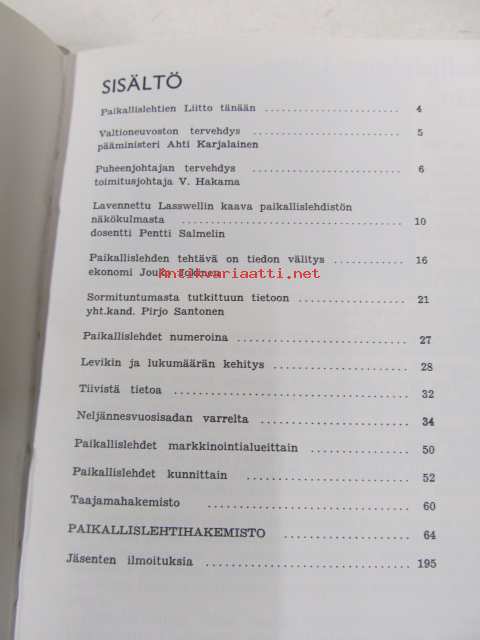 SISÄLTÖ
Paikallislehtien Liitto tänään ........................ 4
Valtioneuvoston tervehdys ........................ 5
pääministeri Ahti Karjalainen
Puheenjohtajan tervehdys ........................ 6
toimitusjohtaja V. Hakama
Lavennettu Lasswellin kaava paikallislehdistön
näkökulmasta ........................ 10
dosentti Pentti Salmelin
Paikallislehden tehtävä on tiedon välitys ............ 16
ekonomi Jouko Jokinen
Antikvariaatti.net
Sormituntumasta tutkittuun tietoon ................ 21
yht.kand. Pirjo Santonen
Paikallislehdet numeroina ........................ 27
Levikin ja lukumäärän kehitys ........................ 28
Tiivistä tietoa ........................ 32
Neljännesvuosisadan varrelta ........................ 34
Paikallislehdet markkinointialueittain ................ 50
Paikallislehdet kunnittain ........................ 52
Taajamahakemisto ........................ 60
PAIKALLISLEHTIHAKEMISTO .................... 64
Jäsenten ilmoituksia ........................ 195